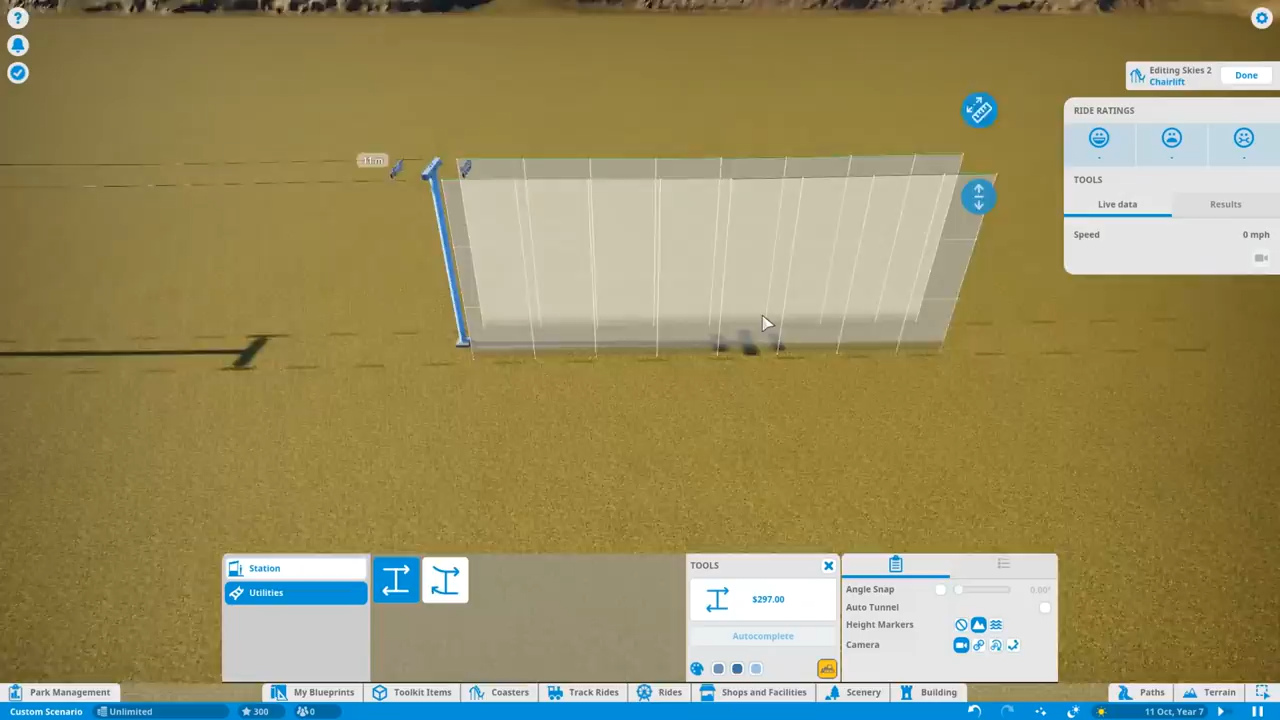 ?
Editing Skies 2
Chairlift
Done
RIDE RATINGS
- - -
TOOLS
Live data Results
Speed 0 mph
11 m
Station
Utilities
TOOLS
$297.00
Autocomplete
Angle Snap 0.00°
Auto Tunnel
Height Markers
Camera
Park Management My Blueprints Toolkit Items Coasters Track Rides Rides Shops and Facilities Scenery Building Paths Terrain
Custom Scenario Unlimited 300 0 11 Oct, Year 7